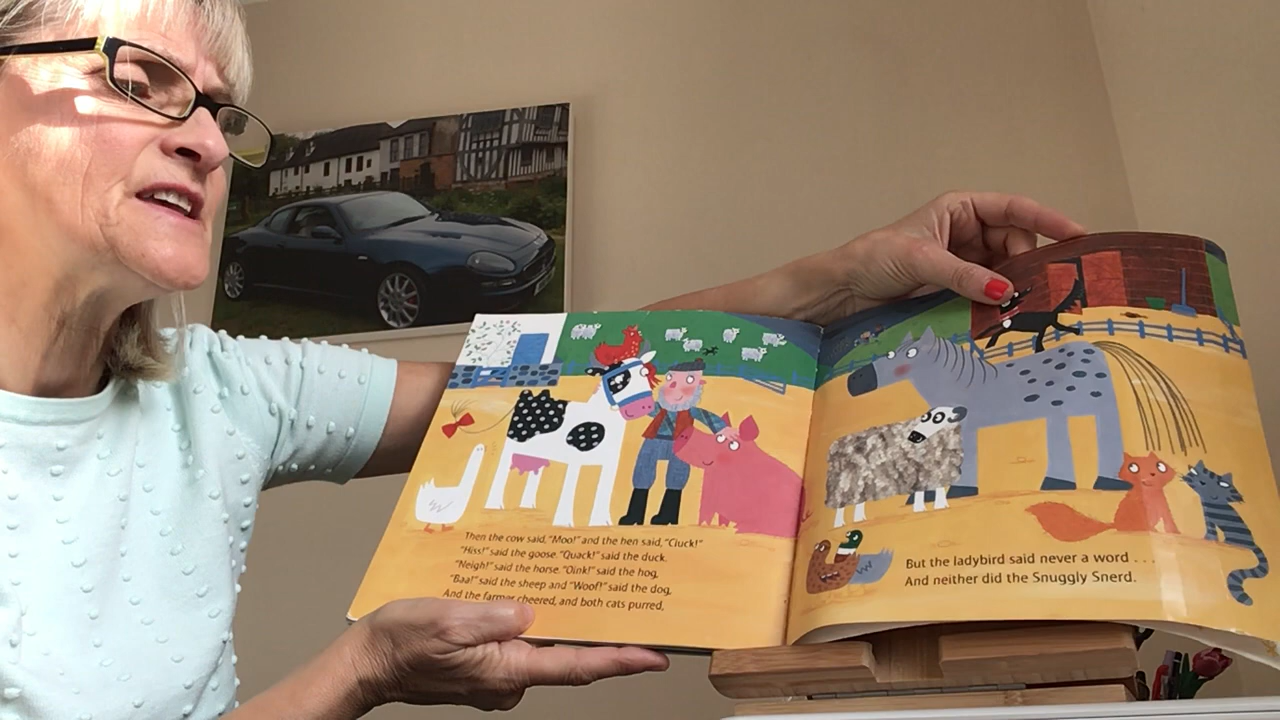 Then the cow said, "Moo!" and the hen said, "Cluck!"
"Hiss!" said the goose. "Quack!" said the duck.
"Neigh!" said the horse. "Oink!" said the hog,
"Baa!" said the sheep and "Woof!" said the dog,
And the farmer cheered, and both cats purred,
But the ladybird said never a word . . .
And neither did the Snuggly Snerd.